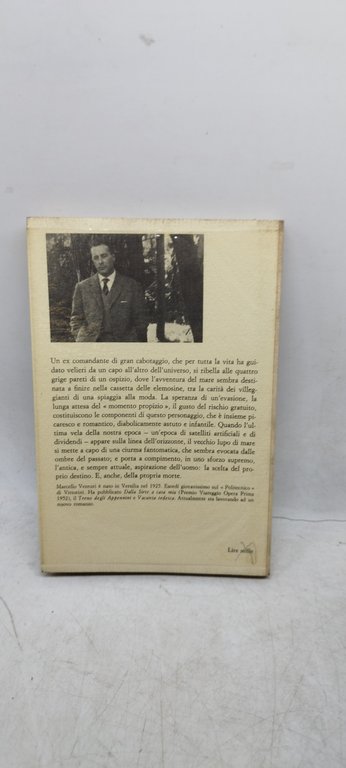 Un ex comandante di gran cabotaggio, che per tutta la vita ha gui-
dato velieri da un capo all'altro dell'universo, si ribella alle quattro
grige pareti di un ospizio, dove l'avventura del mare sembra desti-
nata a finire nella cassetta delle elemosine, tra la carità dei villeg-
gianti di una spiaggia alla moda. La speranza di un'evasione, la
lunga attesa del « momento propizio », il gusto del rischio gratuito,
costituiscono le componenti di questo personaggio, che è insieme pi-
caresco e romantico, diabolicamente astuto e infantile. Quando l'ul-
tima vela della nostra epoca – un'epoca di satelliti artificiali e di
dividendi – appare sulla linea dell'orizzonte, il vecchio lupo di mare
si mette a capo di una ciurma fantomatica, che sembra evocata dalle
ombre del passato; e porta a compimento, in uno sforzo supremo,
l'antica, e sempre attuale, aspirazione dell'uomo: la scelta del pro-
prio destino. E, anche, della propria morte.
Marcello Venturi è nato in Versilia nel 1925. Esordì giovanissimo sul « Politecnico »
di Vittorini. Ha pubblicato Dalla Sirte a casa mia (Premio Viareggio Opera Prima
1952), il Treno degli Appennini e Vacanza tedesca. Attualmente sta lavorando ad un
nuovo romanzo.
Lire mille